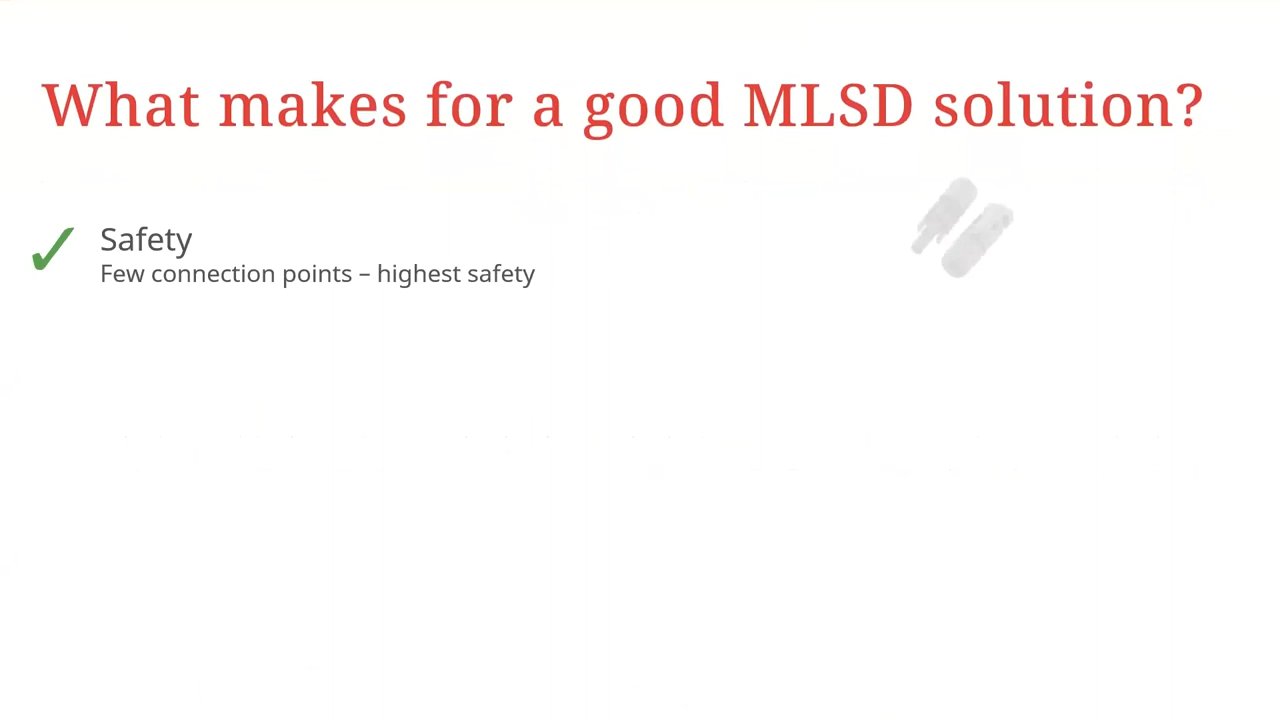 What makes for a good MLSD solution?
✓ Safety
Few connection points – highest safety